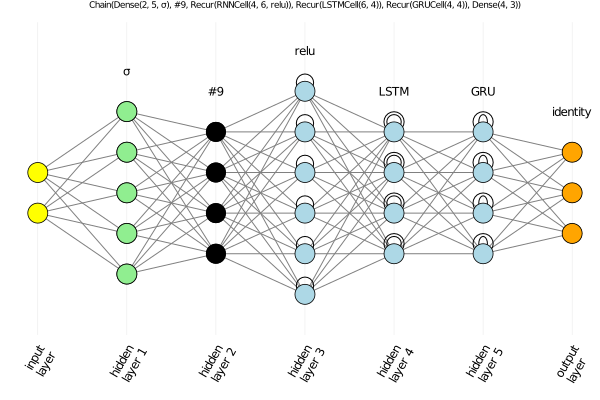 Chain(Dense(2, 5, σ), #9, Recur(RNNCell(4, 6, relu)), Recur(LSTMCell(6, 4)), Recur(GRUCell(4, 4)), Dense(4, 3))
relu
σ
#9
LSTM
GRU
identity
input
layer
hidden
layer 1
hidden
layer 2
hidden
layer 3
hidden
layer 4
hidden
layer 5
output
layer